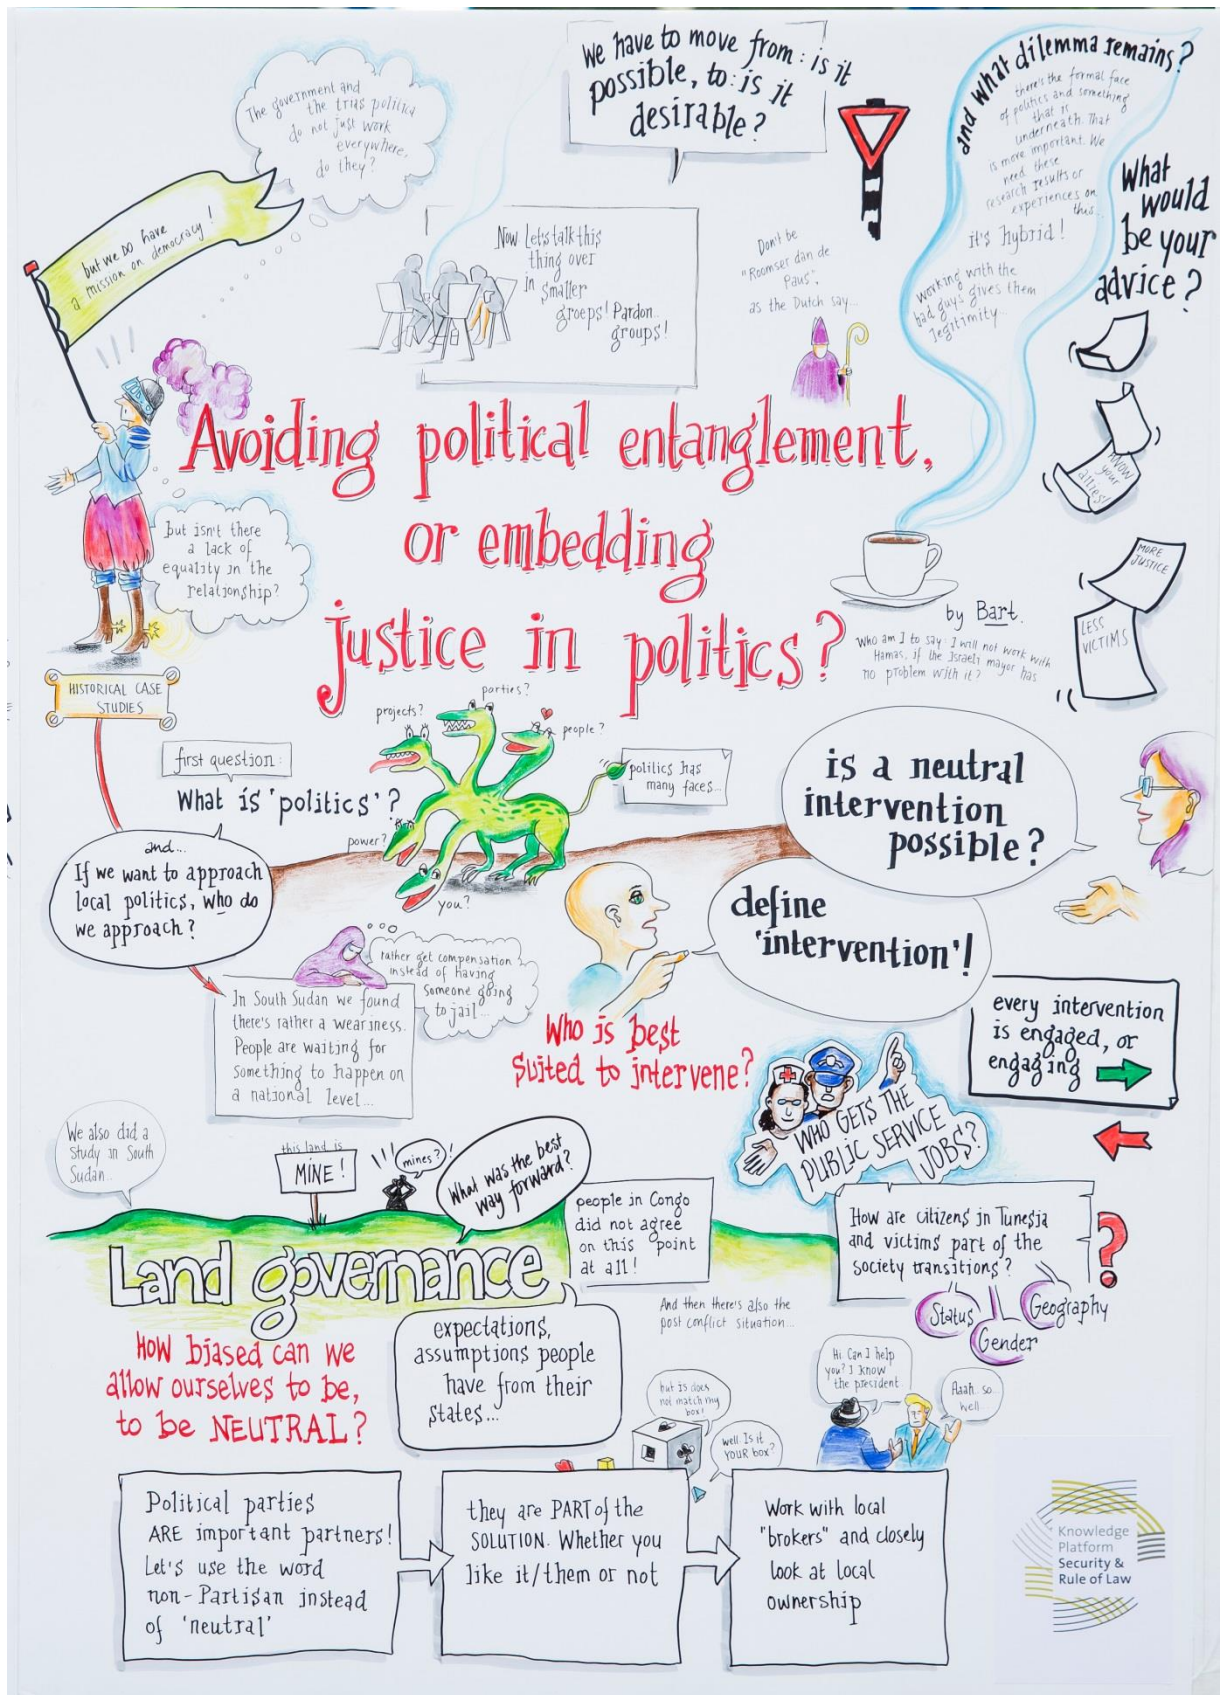 The government and
the trias politica
do not just work
everywhere,
do they?
but we DO have
a mission on democracy!
we have to move from: is it
possible, to: is it
desirable?
and what dilemma remains?
there's the formal face
of politics and something
that is
underneath. That
is more important. We
need these
research results or
experiences on
this...
it's hybrid!
working with the
bad guys gives them
legitimity...
What
would
be your
advice?
Now Let's talk this
thing over
in smaller
groeps! Pardon...
groups!
Don't be
"Roomser dan de
Paus",
as the Dutch say...
KNOW
your
allies!
MORE
JUSTICE
LESS
VICTIMS
Avoiding political entanglement,
or embedding
justice in politics?
but isn't there
a lack of
equality in the
relationship?
by Bart.
Who am I to say: I will not work with
Hamas, if the Israeli mayor has
no problem with it?
HISTORICAL CASE
STUDIES
first question:
What is 'politics'?
projects?
parties?
people?
power?
you?
politics has
many faces...
and...
If we want to approach
local politics, who do
we approach?
is a neutral
intervention
possible?
define
'intervention'!
rather get compensation
instead of having
someone going
to jail...
In South Sudan we found
there's rather a weariness.
People are waiting for
something to happen on
a national level...
Who is best
suited to intervene?
every intervention
is engaged, or
engaging
WHO GETS THE
PUBLIC SERVICE
JOBS?
We also did a
study in South
Sudan...
this land is
MINE!
!!!
mines?!
What was the best
way forward?
people in Congo
did not agree
on this point
at all!
How are citizens in Tunesia
and victims part of the
society transitions?
?
Status
Gender
Geography
Land governance
And then there's also the
post conflict situation...
HOW biased can we
allow ourselves to be,
to be NEUTRAL?
expectations,
assumptions people
have from their
states...
but is does
not match my
box!
well Is it
YOUR box?
Hi Can I help
you? I know
the president
Aaah so...
well...
Political parties
ARE important partners!
Let's use the word
non-Partisan instead
of 'neutral'
they are PART of the
SOLUTION. Whether you
like it/them or not
Work with local
"brokers" and closely
look at local
ownership
Knowledge
Platform
Security &
Rule of Law